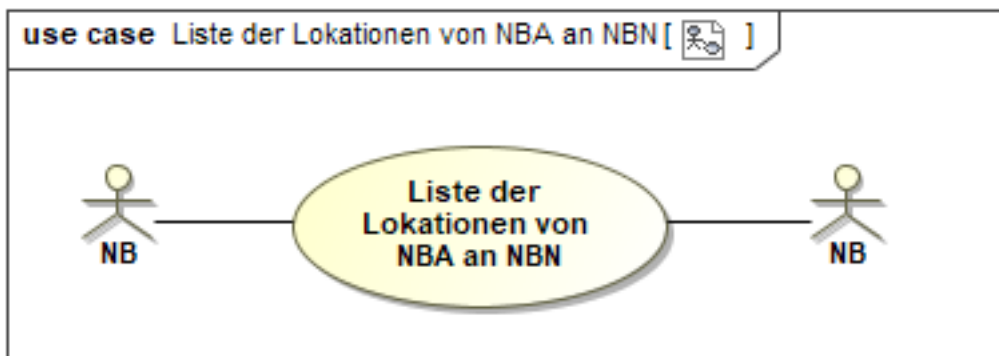 use case Liste der Lokationen von NBA an NBN [ ]
Liste der
Lokationen von
NBA an NBN
NB
NB